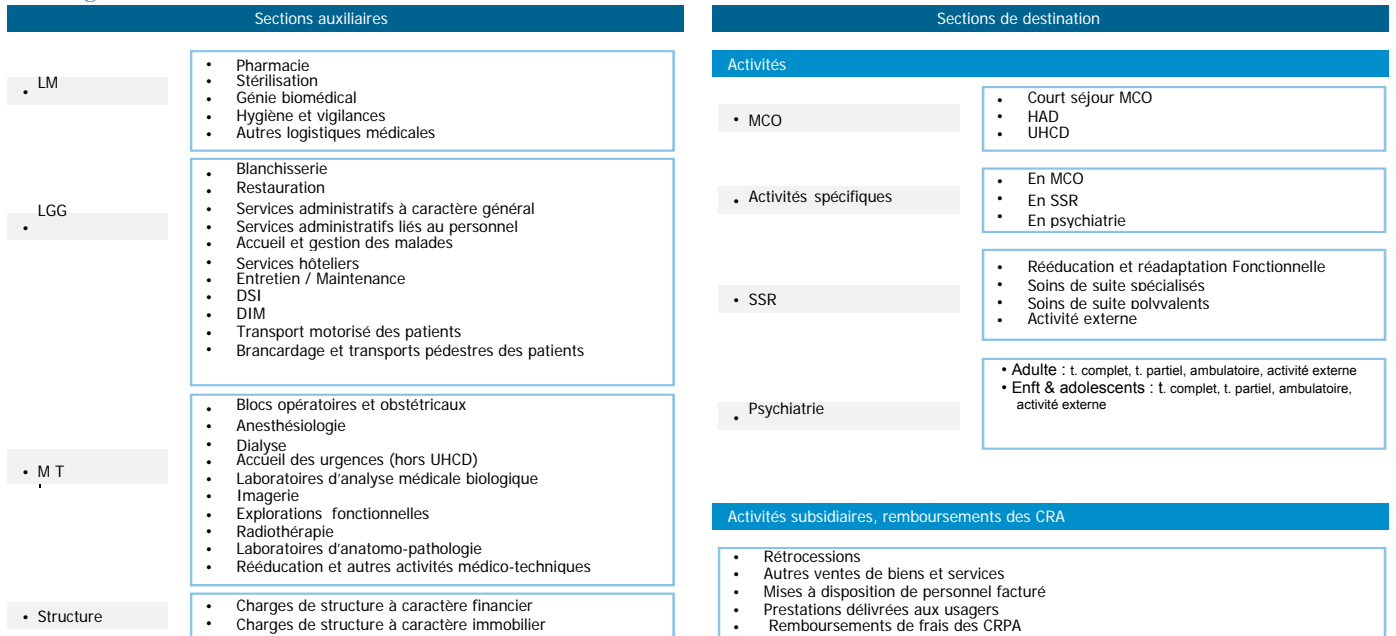 Sections auxiliaires
• LM
• Pharmacie
• Stérilisation
• Génie biomédical
• Hygiène et vigilances
• Autres logistiques médicales
LGG
•
• Blanchisserie
• Restauration
• Services administratifs à caractère général
• Services administratifs liés au personnel
• Accueil et gestion des malades
• Services hôteliers
• Entretien / Maintenance
• DSI
• DIM
• Transport motorisé des patients
• Brancardage et transports pédestres des patients
• M T
• Blocs opératoires et obstétricaux
• Anesthésiologie
• Dialyse
• Accueil des urgences (hors UHCD)
• Laboratoires d'analyse médicale biologique
• Imagerie
• Explorations fonctionnelles
• Radiothérapie
• Laboratoires d'anatomo-pathologie
• Rééducation et autres activités médico-techniques
• Structure
• Charges de structure à caractère financier
• Charges de structure à caractère immobilier
Sections de destination
Activités
• MCO
• Court séjour MCO
• HAD
• UHCD
• Activités spécifiques
• En MCO
• En SSR
• En psychiatrie
• SSR
• Rééducation et réadaptation Fonctionnelle
• Soins de suite spécialisés
• Soins de suite polyvalents
• Activité externe
• Psychiatrie
• Adulte : t. complet, t. partiel, ambulatoire, activité externe
• Enft & adolescents : t. complet, t. partiel, ambulatoire,
activité externe
Activités subsidiaires, remboursements des CRA
• Rétrocessions
• Autres ventes de biens et services
• Mises à disposition de personnel facturé
• Prestations délivrées aux usagers
• Remboursements de frais des CRPA